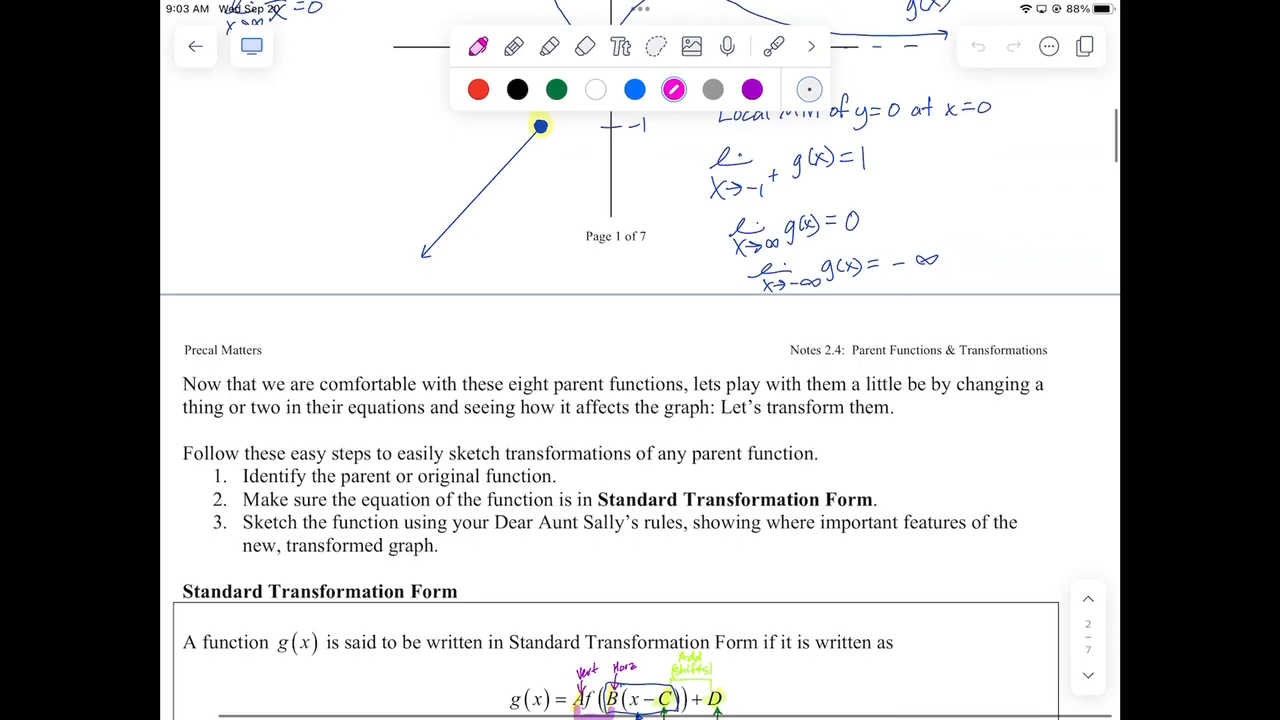 9:03 AM Wed Sep 20
88%
x→∞ x =0
g(x)
Tt
-1
Local Min of y=0 at x=0
lim x→-1+ g(x)=1
lim x→∞ g(x)=0
lim x→-∞ g(x)= -∞
Page 1 of 7
Precal Matters
Notes 2.4: Parent Functions & Transformations
Now that we are comfortable with these eight parent functions, lets play with them a little be by changing a
thing or two in their equations and seeing how it affects the graph: Let's transform them.
Follow these easy steps to easily sketch transformations of any parent function.
1. Identify the parent or original function.
2. Make sure the equation of the function is in Standard Transformation Form.
3. Sketch the function using your Dear Aunt Sally's rules, showing where important features of the
new, transformed graph.
Standard Transformation Form
A function g(x) is said to be written in Standard Transformation Form if it is written as
Add
(shifts)
Vert
Horz
g(x) = Af(B(x−C))+D
2
–
7